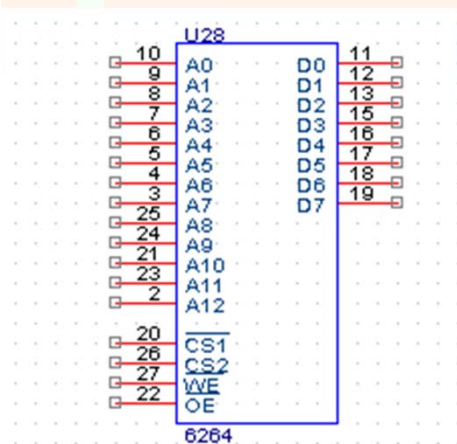 U28
10 A0 D0 11
9 A1 D1 12
8 A2 D2 13
7 A3 D3 15
6 A4 D4 16
5 A5 D5 17
4 A6 D6 18
3 A7 D7 19
25 A8
24 A9
21 A10
23 A11
2 A12
20 CS1
26 CS2
27 WE
22 OE
6264